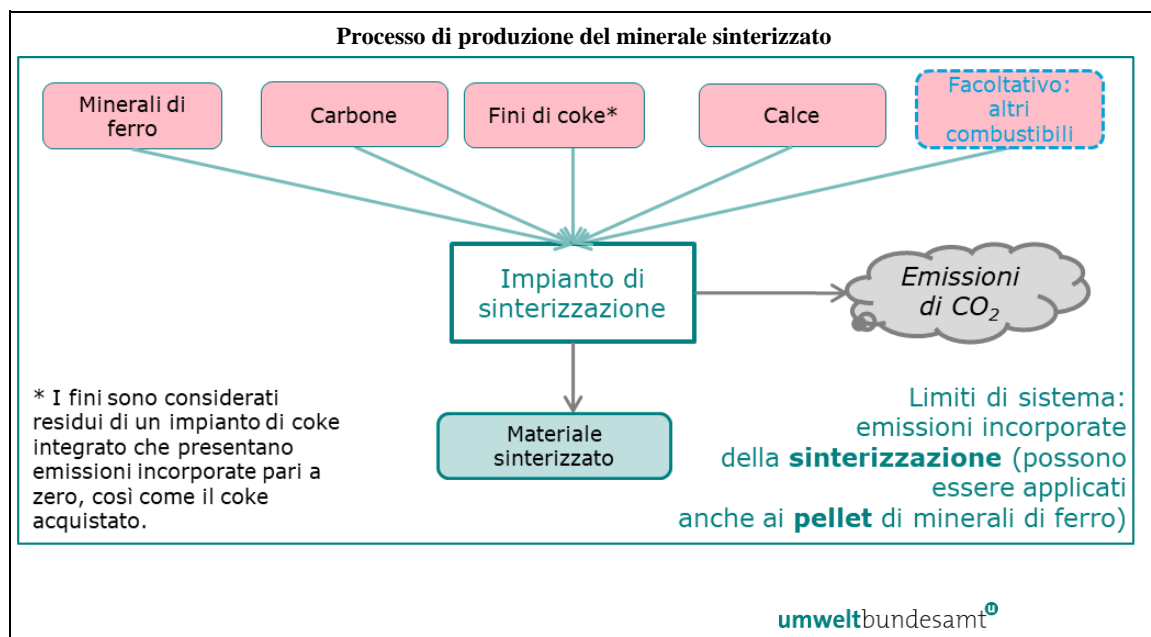 Processo di produzione del minerale sinterizzato
Minerali di
ferro
Carbone
Fini di coke*
Calce
Facoltativo:
altri
combustibili
Impianto di
sinterizzazione
Emissioni
di CO₂
* I fini sono considerati
residui di un impianto di coke
integrato che presentano
emissioni incorporate pari a
zero, così come il coke
acquistato.
Materiale
sinterizzato
Limiti di sistema:
emissioni incorporate
della sinterizzazione (possono
essere applicati
anche ai pellet di minerali di ferro)
umweltbundesamt ᵘ